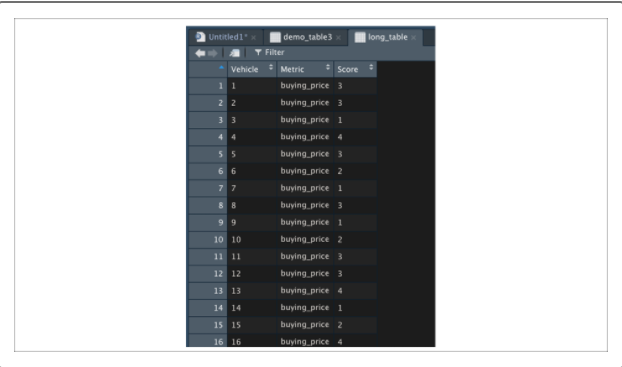 Untitled1* × demo_table3 × long_table ×
Filter
Vehicle Metric Score
1 1 buying_price 3
2 2 buying_price 3
3 3 buying_price 1
4 4 buying_price 4
5 5 buying_price 3
6 6 buying_price 2
7 7 buying_price 1
8 8 buying_price 3
9 9 buying_price 1
10 10 buying_price 2
11 11 buying_price 3
12 12 buying_price 3
13 13 buying_price 4
14 14 buying_price 1
15 15 buying_price 2
16 16 buying_price 4